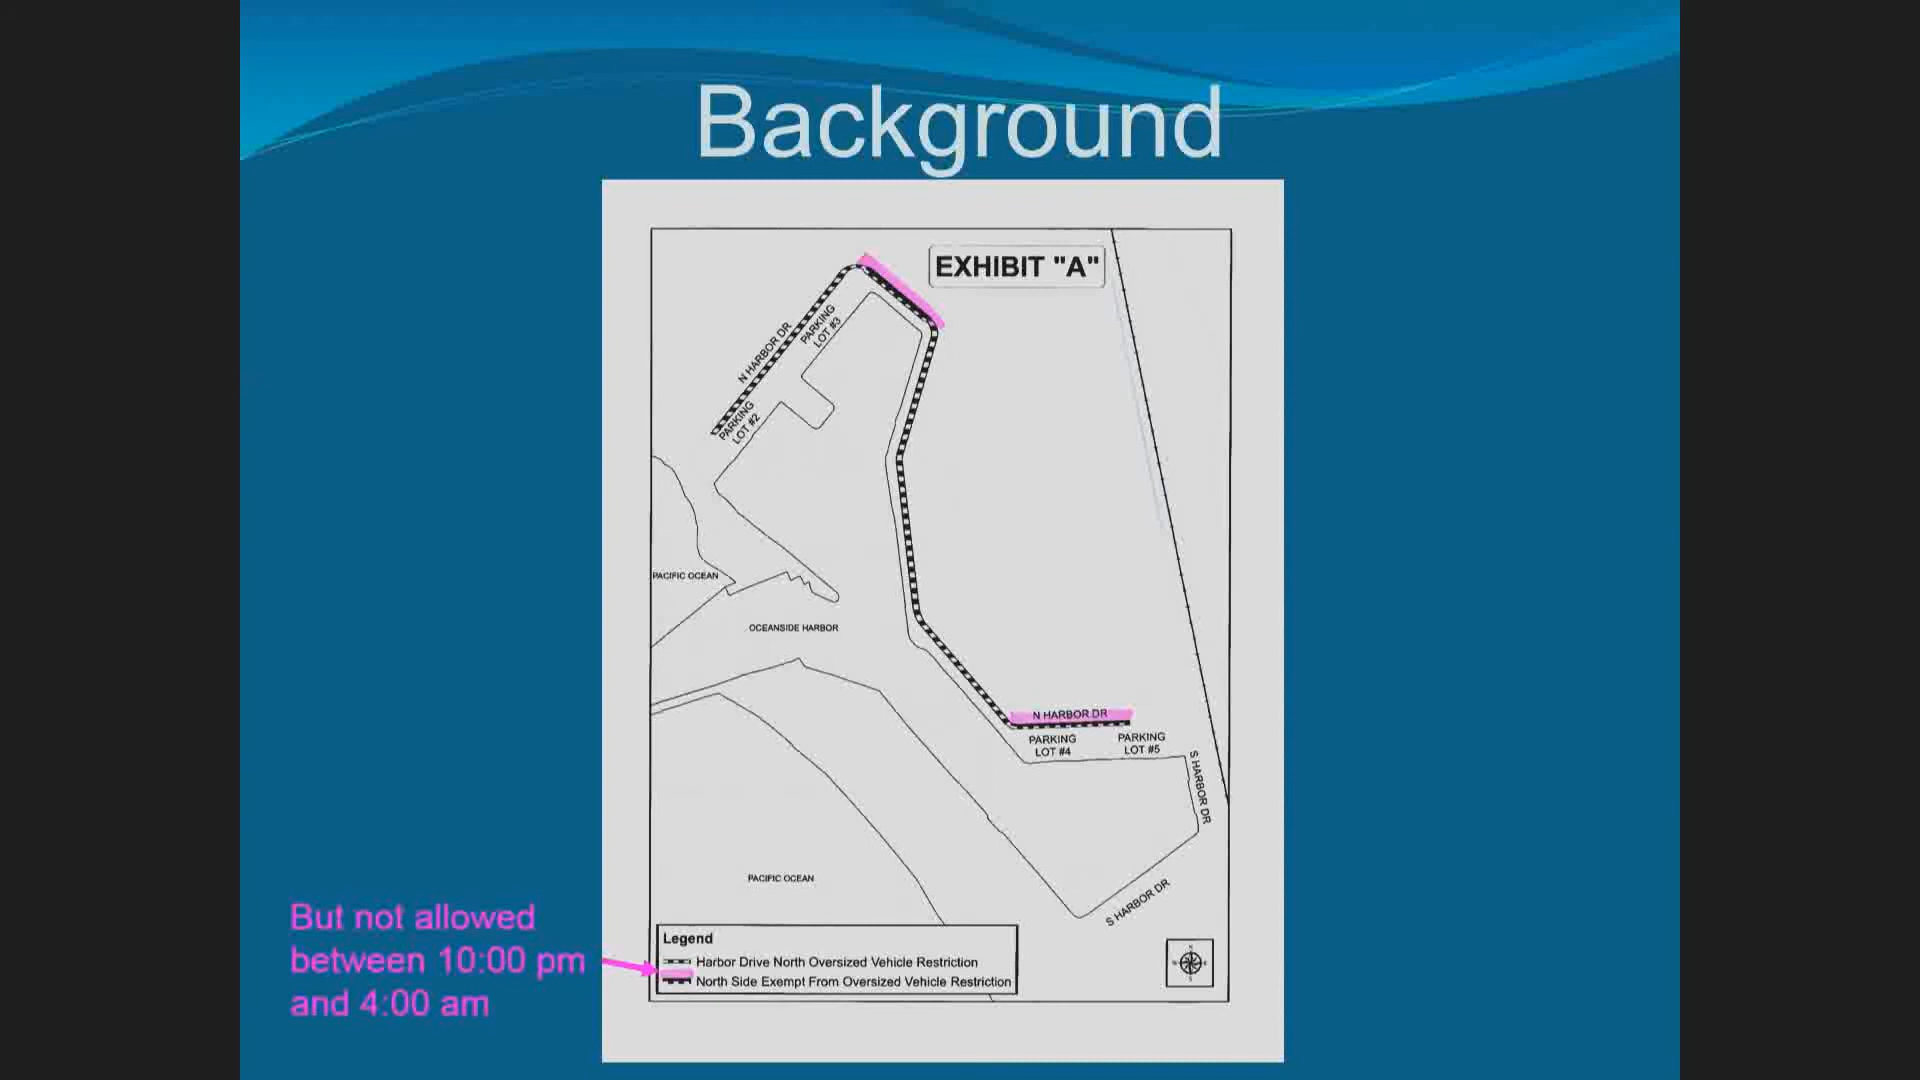 Background
EXHIBIT "A"
N HARBOR DR
PARKING
LOT #3
PARKING
LOT #2
PACIFIC OCEAN
OCEANSIDE HARBOR
N HARBOR DR
PARKING
LOT #4
PARKING
LOT #5
S HARBOR DR
S HARBOR DR
PACIFIC OCEAN
But not allowed
between 10:00 pm
and 4:00 am
Legend
Harbor Drive North Oversized Vehicle Restriction
North Side Exempt From Oversized Vehicle Restriction